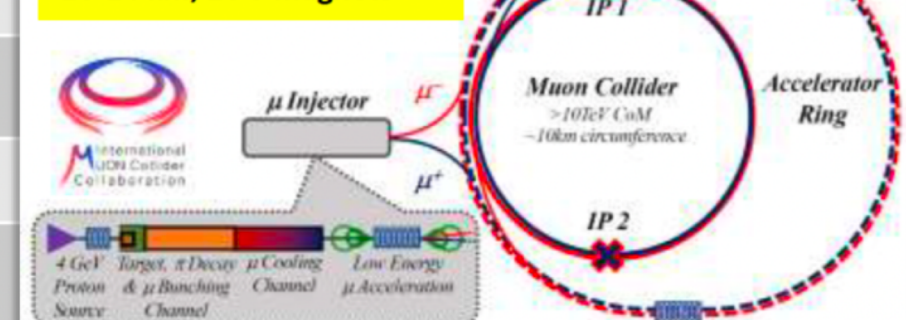 IP 1
Muon Collider
>10TeV CoM
~10km circumference
Accelerator
Ring
μ Injector
μ-
μ+
International
MUON Collider
Collaboration
IP 2
4 GeV
Proton
Source
Target, π Decay
& μ Bunching
Channel
μ Cooling
Channel
Low Energy
μ Acceleration